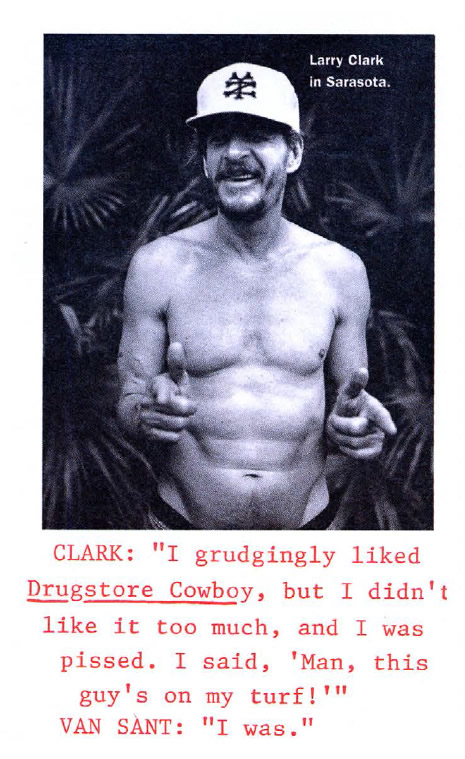 Larry Clark
in Sarasota.
CLARK: "I grudgingly liked
Drugstore Cowboy, but I didn't
like it too much, and I was
pissed. I said, 'Man, this
guy's on my turf!'"
VAN SÀNT: "I was."